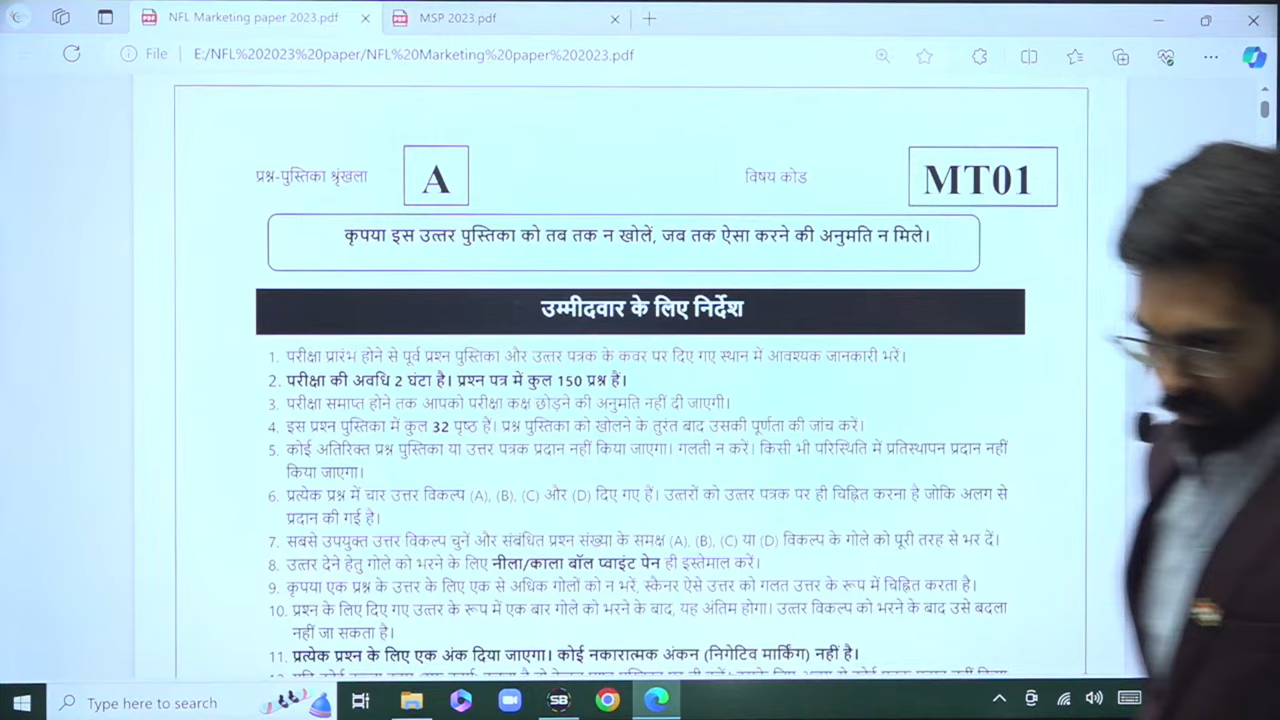 NFL Marketing paper 2023.pdf
MSP 2023.pdf
File
E:/NFL%202023%20paper/NFL%20Marketing%20paper%202023.pdf
प्रश्न-पुस्तिका श्रृंखला
A
विषय कोड
MT01
कृपया इस उत्तर पुस्तिका को तब तक न खोलें, जब तक ऐसा करने की अनुमति न मिले।
उम्मीदवार के लिए निर्देश
1. परीक्षा प्रारंभ होने से पूर्व प्रश्न पुस्तिका और उत्तर पत्रक के कवर पर दिए गए स्थान में आवश्यक जानकारी भरें।
2. परीक्षा की अवधि 2 घंटा है। प्रश्न पत्र में कुल 150 प्रश्न हैं।
3. परीक्षा समाप्त होने तक आपको परीक्षा कक्ष छोड़ने की अनुमति नहीं दी जाएगी।
4. इस प्रश्न पुस्तिका में कुल 32 पृष्ठ हैं। प्रश्न पुस्तिका को खोलने के तुरंत बाद उसकी पूर्णता की जांच करें।
5. कोई अतिरिक्त प्रश्न पुस्तिका या उत्तर पत्रक प्रदान नहीं किया जाएगा। गलती न करें। किसी भी परिस्थिति में प्रतिस्थापन प्रदान नहीं
किया जाएगा।
6. प्रत्येक प्रश्न में चार उत्तर विकल्प (A), (B), (C) और (D) दिए गए हैं। उत्तरों को उत्तर पत्रक पर ही चिह्नित करना है जोकि अलग से
प्रदान की गई है।
7. सबसे उपयुक्त उत्तर विकल्प चुनें और संबंधित प्रश्न संख्या के समक्ष (A), (B), (C) या (D) विकल्प के गोले को पूरी तरह से भर दें।
8. उत्तर देने हेतु गोले को भरने के लिए नीला/काला बॉल प्वाइंट पेन ही इस्तेमाल करें।
9. कृपया एक प्रश्न के उत्तर के लिए एक से अधिक गोलों को न भरें, स्कैनर ऐसे उत्तर को गलत उत्तर के रूप में चिह्नित करता है।
10. प्रश्न के लिए दिए गए उत्तर के रूप में एक बार गोले को भरने के बाद, यह अंतिम होगा। उत्तर विकल्प को भरने के बाद उसे बदला
नहीं जा सकता है।
11. प्रत्येक प्रश्न के लिए एक अंक दिया जाएगा। कोई नकारात्मक अंकन (निगेटिव मार्किंग) नहीं है।
Type here to search
SB